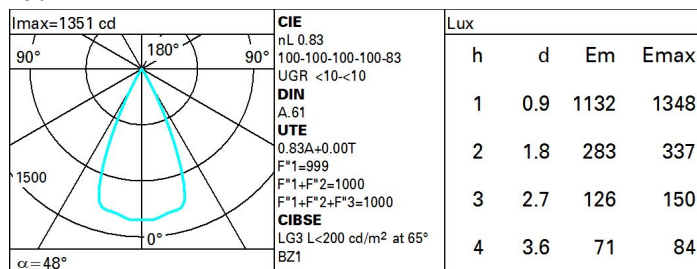 Imax=1351 cd
90°
180°
90°
1500
0°
α=48°
CIE
nL 0.83
100-100-100-100-83
UGR <10-<10
DIN
A.61
UTE
0.83A+0.00T
F"1=999
F"1+F"2=1000
F"1+F"2+F"3=1000
CIBSE
LG3 L<200 cd/m² at 65°
BZ1
Lux
h d Em Emax
1 0.9 1132 1348
2 1.8 283 337
3 2.7 126 150
4 3.6 71 84